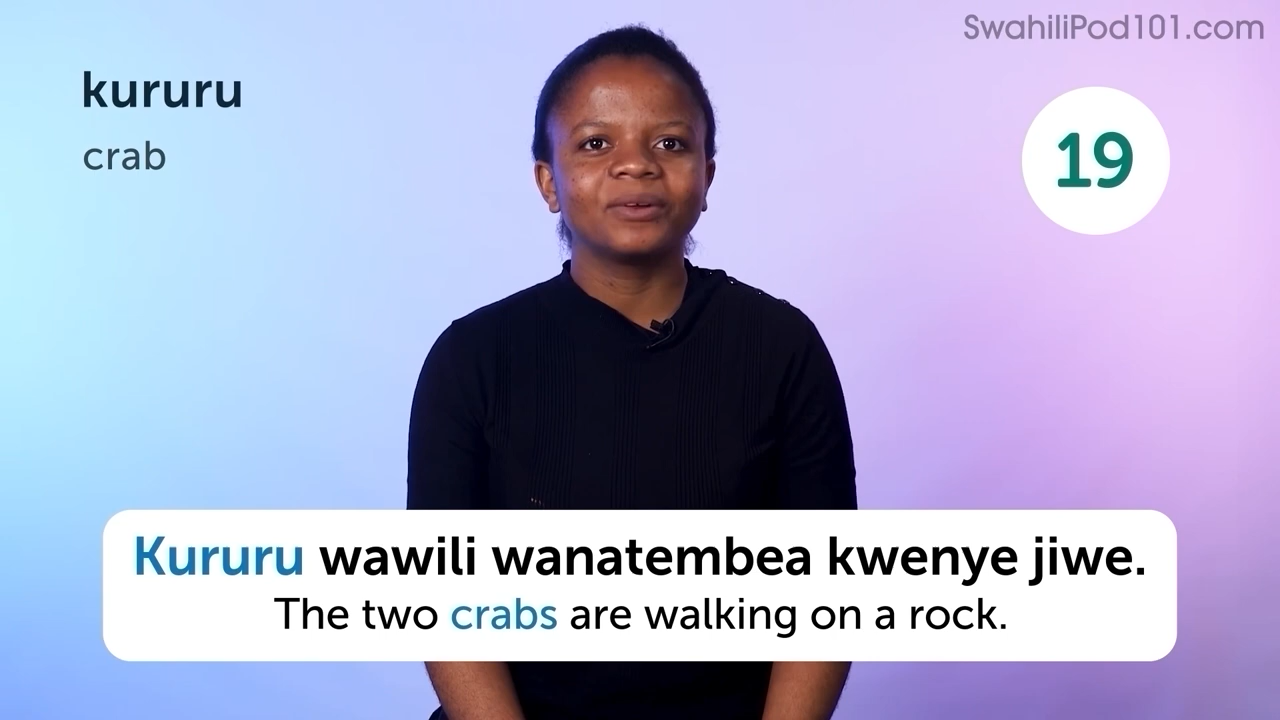 SwahiliPod101.com
kururu
crab
19
Kururu wawili wanatembea kwenye jiwe.
The two crabs are walking on a rock.